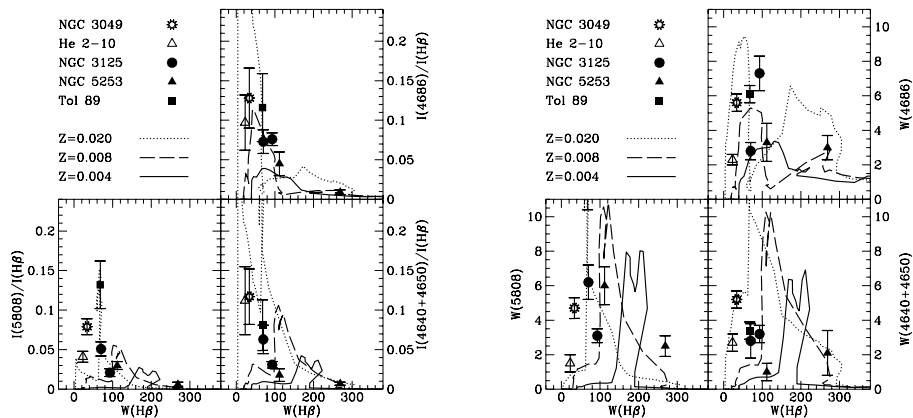 NGC 3049
He 2-10
NGC 3125
NGC 5253
Tol 89
Z=0.020
Z=0.008
Z=0.004
0.2
0.15
0.1
0.05
0
I(4686)/I(Hβ)
0.2
0.15
0.1
0.05
0
I(5808)/I(Hβ)
0.2
0.15
0.1
0.05
0
I(4640+4650)/I(Hβ)
0 100 200 300
W(Hβ)
0 100 200 300
W(Hβ)
NGC 3049
He 2-10
NGC 3125
NGC 5253
Tol 89
Z=0.020
Z=0.008
Z=0.004
10
8
6
4
2
W(4686)
10
8
6
4
2
0
W(5808)
10
8
6
4
2
0
W(4640+4650)
0 100 200 300
W(Hβ)
0 100 200 300
W(Hβ)